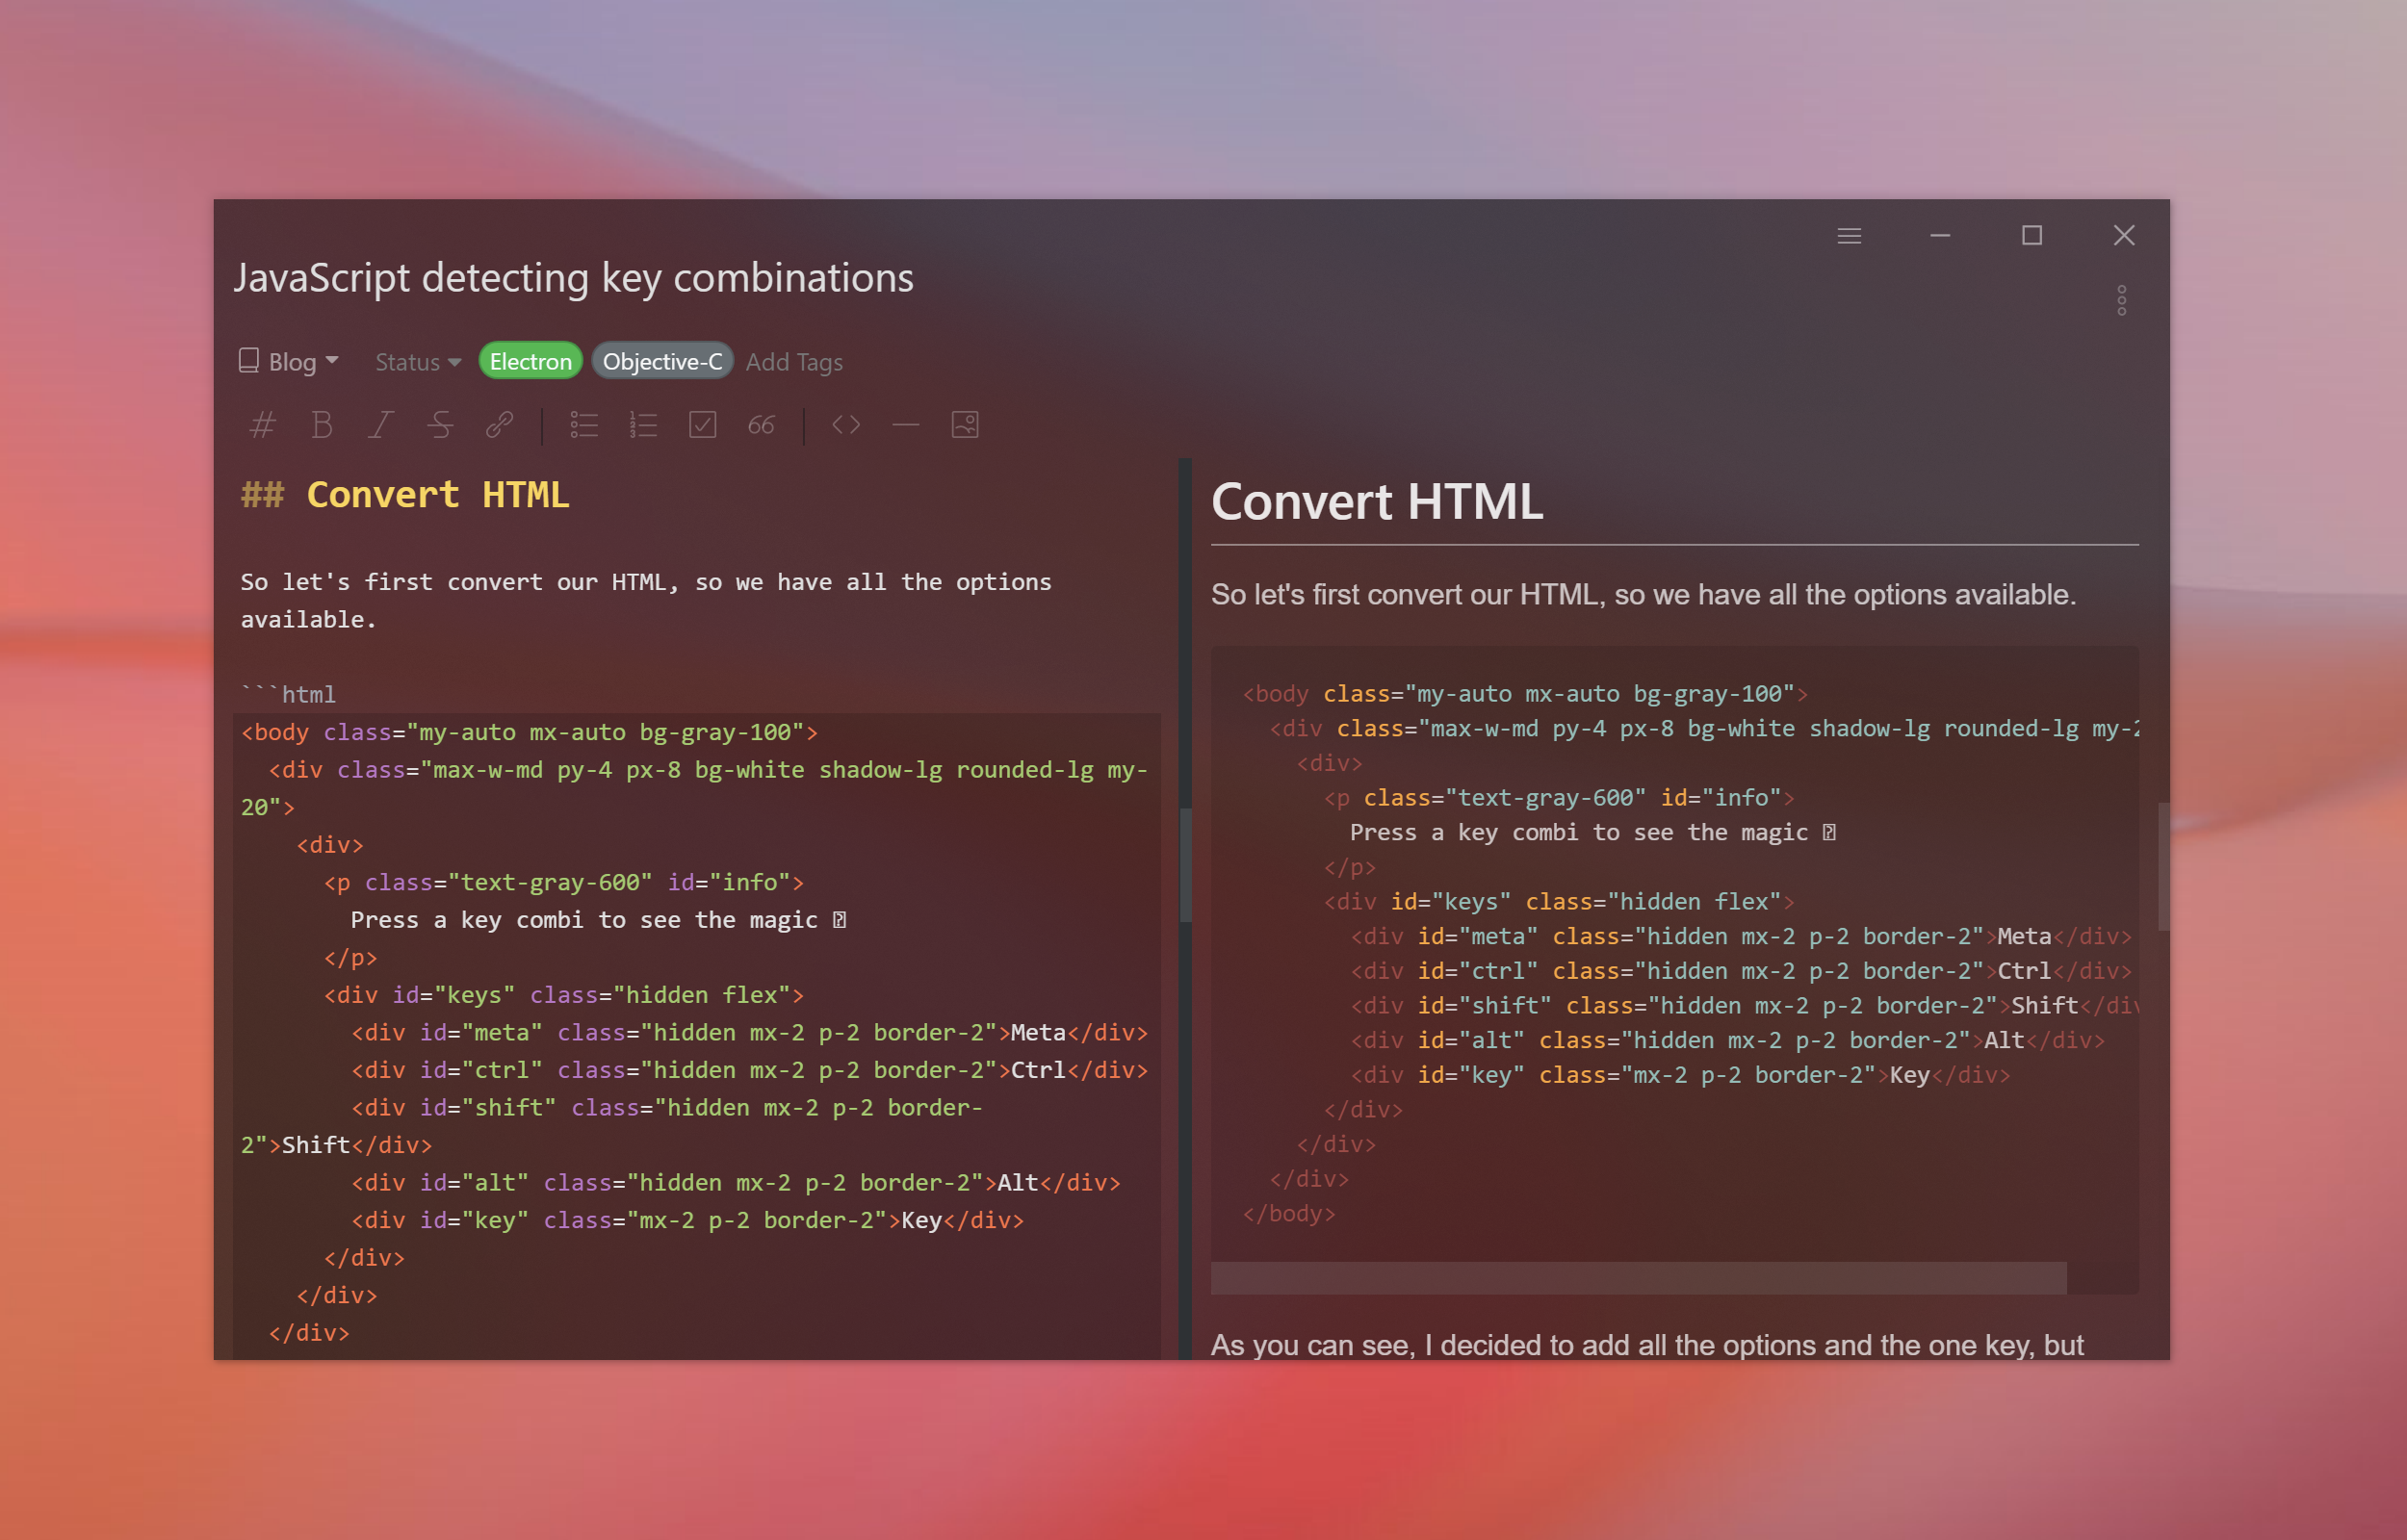 JavaScript detecting key combinations
Blog Status Electron Objective-C Add Tags
## Convert HTML
So let's first convert our HTML, so we have all the options
available.
```html
<body class="my-auto mx-auto bg-gray-100">
  <div class="max-w-md py-4 px-8 bg-white shadow-lg rounded-lg my-
20">
    <div>
      <p class="text-gray-600" id="info">
        Press a key combi to see the magic
      </p>
      <div id="keys" class="hidden flex">
        <div id="meta" class="hidden mx-2 p-2 border-2">Meta</div>
        <div id="ctrl" class="hidden mx-2 p-2 border-2">Ctrl</div>
        <div id="shift" class="hidden mx-2 p-2 border-
2">Shift</div>
        <div id="alt" class="hidden mx-2 p-2 border-2">Alt</div>
        <div id="key" class="mx-2 p-2 border-2">Key</div>
      </div>
    </div>
  </div>
Convert HTML
So let's first convert our HTML, so we have all the options available.
<body class="my-auto mx-auto bg-gray-100">
  <div class="max-w-md py-4 px-8 bg-white shadow-lg rounded-lg my-2
    <div>
      <p class="text-gray-600" id="info">
        Press a key combi to see the magic
      </p>
      <div id="keys" class="hidden flex">
        <div id="meta" class="hidden mx-2 p-2 border-2">Meta</div>
        <div id="ctrl" class="hidden mx-2 p-2 border-2">Ctrl</div>
        <div id="shift" class="hidden mx-2 p-2 border-2">Shift</div
        <div id="alt" class="hidden mx-2 p-2 border-2">Alt</div>
        <div id="key" class="mx-2 p-2 border-2">Key</div>
      </div>
    </div>
  </div>
</body>
As you can see, I decided to add all the options and the one key, but